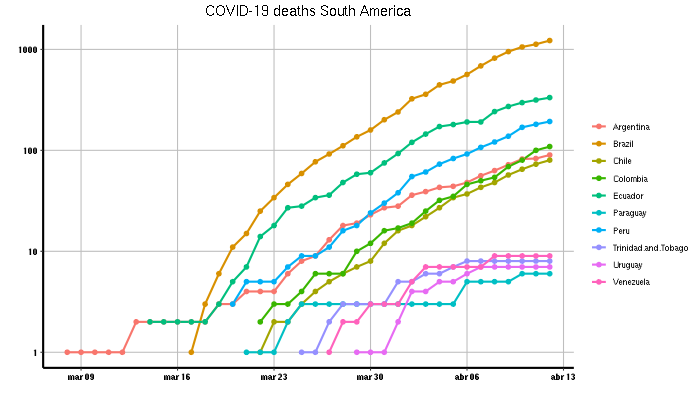 COVID-19 deaths South America
1000
100
10
1
mar 09
mar 16
mar 23
mar 30
abr 06
abr 13
Argentina
Brazil
Chile
Colombia
Ecuador
Paraguay
Peru
Trinidad.and.Tobago
Uruguay
Venezuela